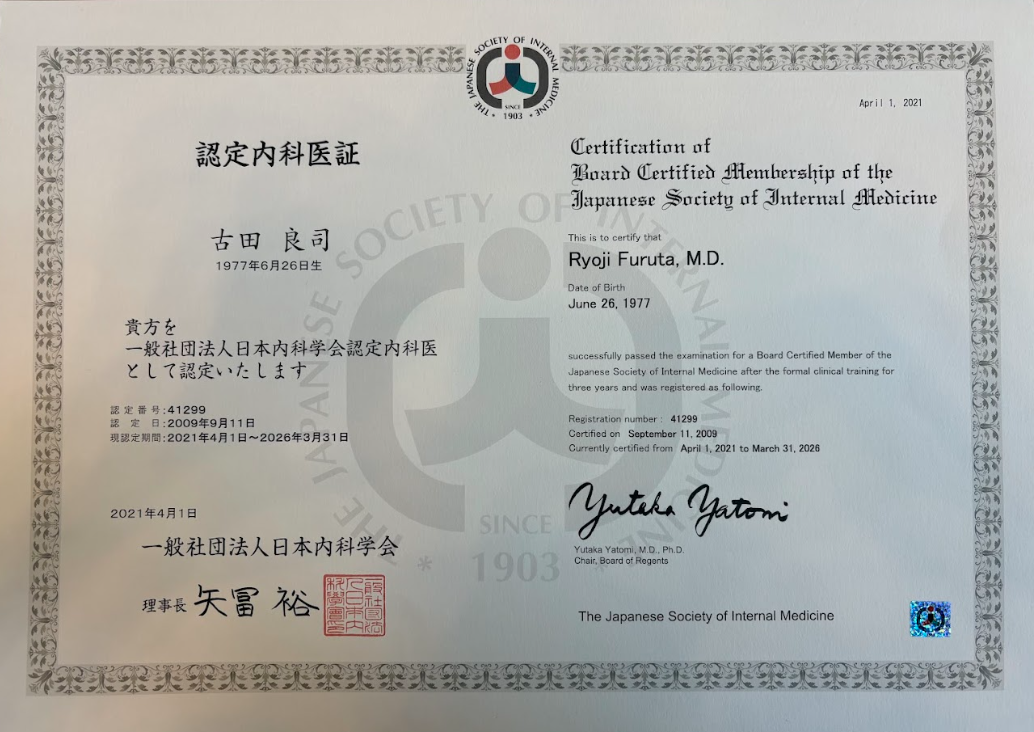 THE JAPANESE SOCIETY OF INTERNAL MEDICINE
SINCE
1903
April 1, 2021
認定内科医証
古田 良司
1977年6月26日生
貴方を
一般社団法人日本内科学会認定内科医
として認定いたします
認定番号:41299
認定日:2009年9月11日
現認定期間:2021年4月1日〜2026年3月31日
2021年4月1日
一般社団法人日本内科学会
理事長 矢冨 裕
Certification of
Board Certified Membership of the
Japanese Society of Internal Medicine
This is to certify that
Ryoji Furuta, M.D.
Date of Birth
June 26, 1977
successfully passed the examination for a Board Certified Member of the
Japanese Society of Internal Medicine after the formal clinical training for
three years and was registered as following.
Registration number : 41299
Certified on September 11, 2009
Currently certified from April 1, 2021 to March 31, 2026
Yutaka Yatomi
Yutaka Yatomi, M.D., Ph.D.
Chair, Board of Regents
The Japanese Society of Internal Medicine
THE JAPANESE SOCIETY OF INTERNAL MEDICINE
SINCE
1903